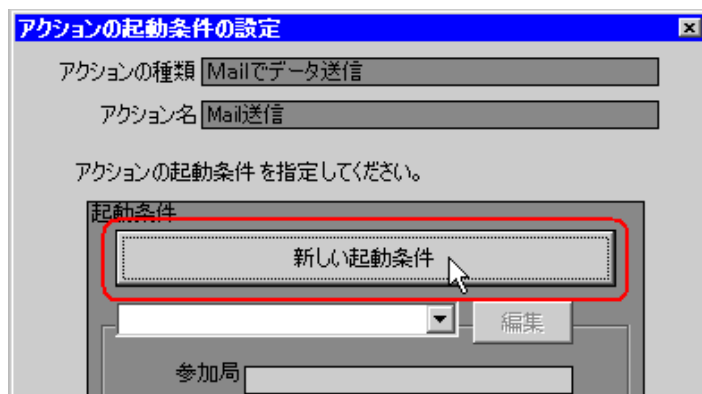 アクションの起動条件の設定
アクションの種類 Mailでデータ送信
アクション名 Mail送信
アクションの起動条件を指定してください。
起動条件
新しい起動条件
編集
参加局